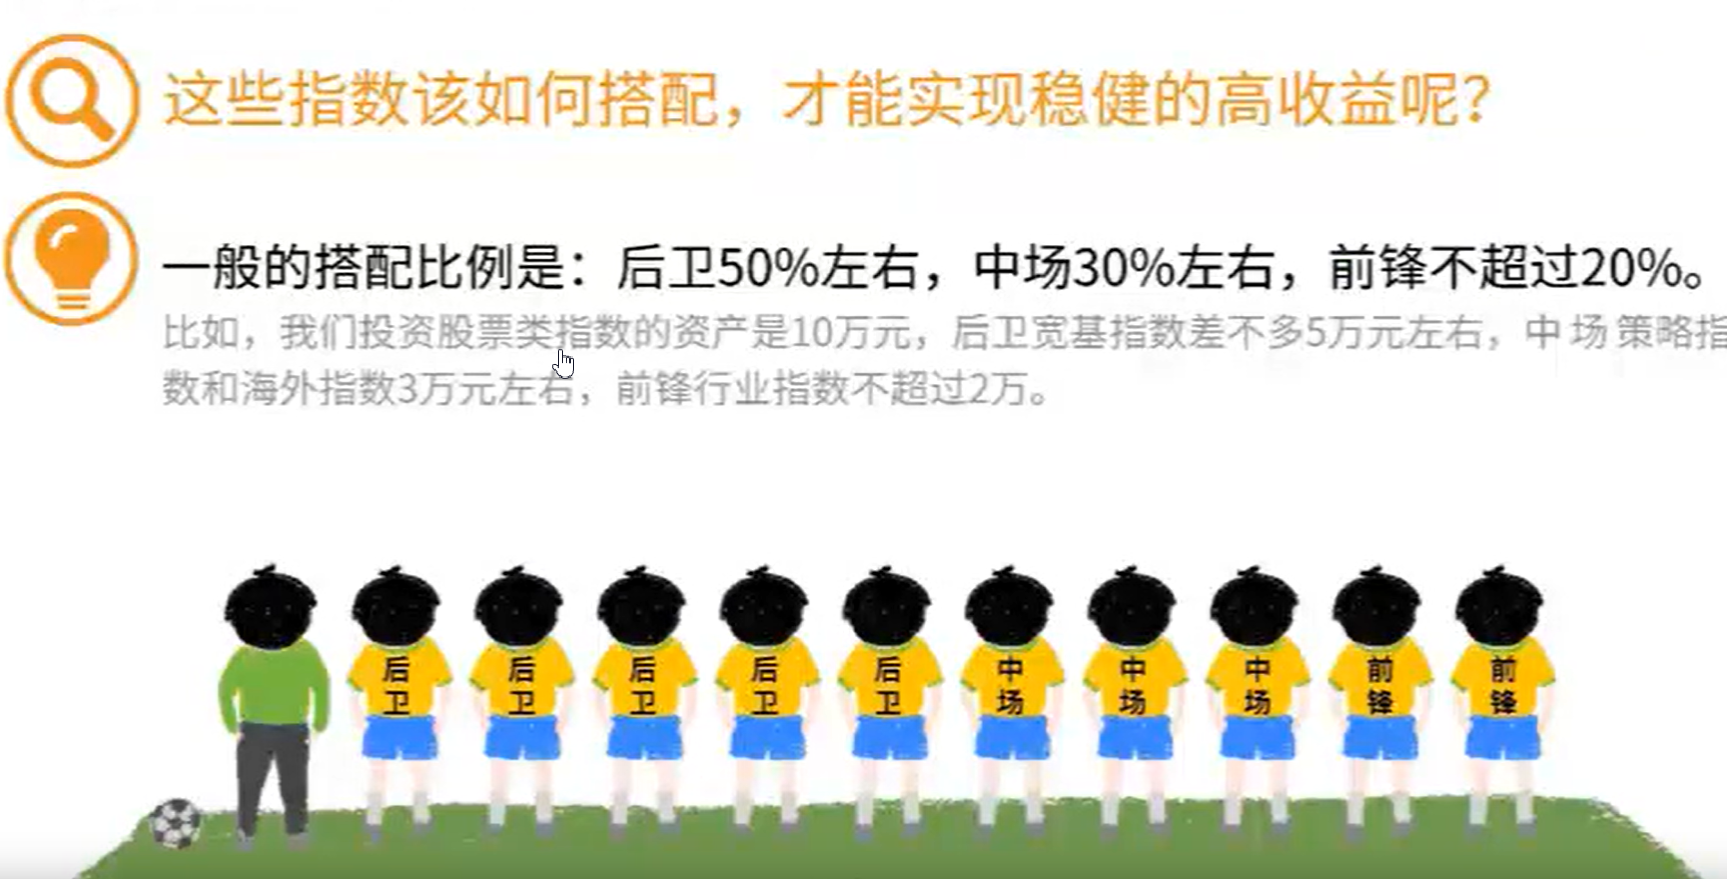 这些指数该如何搭配，才能实现稳健的高收益呢？
一般的搭配比例是：后卫50%左右，中场30%左右，前锋不超过20%。
比如，我们投资股票类指数的资产是10万元，后卫宽基指数差不多5万元左右，中场策略指
数和海外指数3万元左右，前锋行业指数不超过2万。
后卫
后卫
后卫
后卫
后卫
中场
中场
中场
前锋
前锋